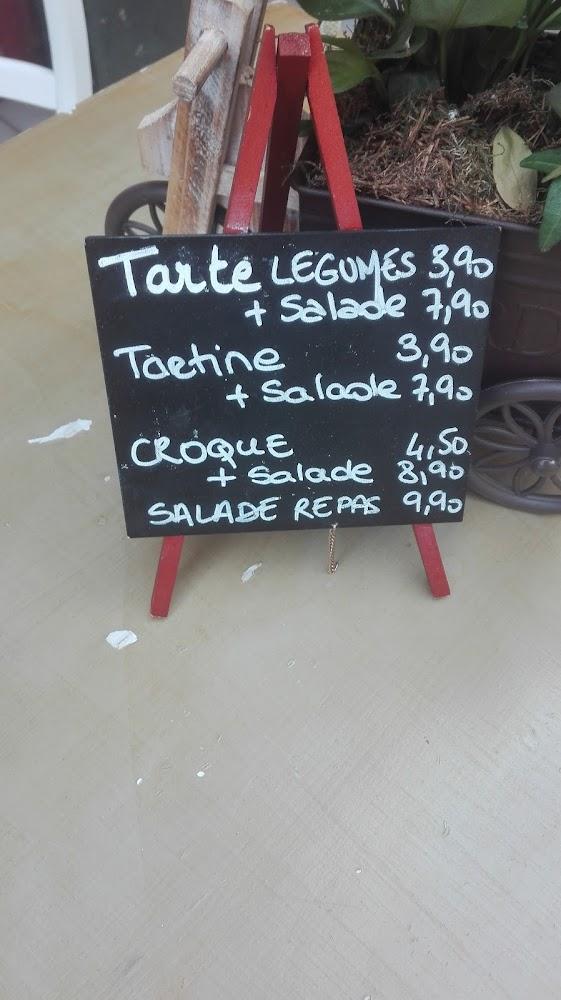 Tarte LEGUMES 3,90
+ Salade 7,90
Tartine 3,90
+ Salade 7,90
CROQUE 4,50
+ Salade 8,90
SALADE REPAS 9,90